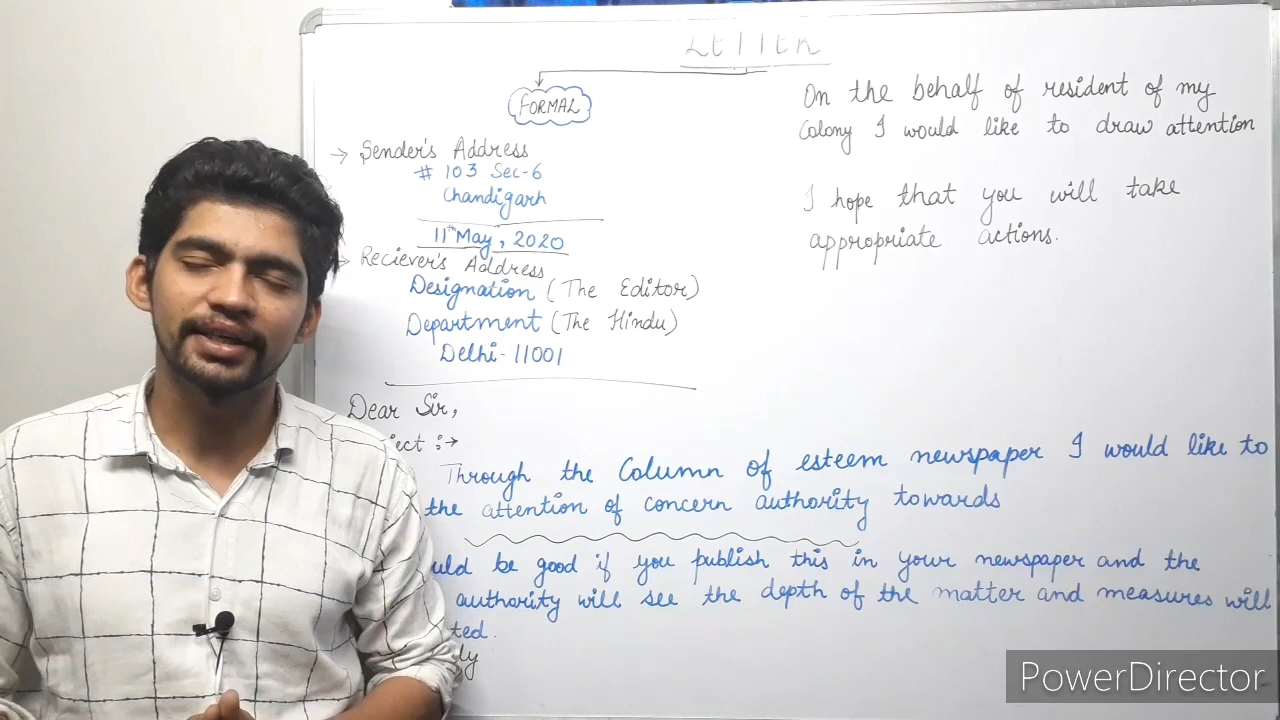 LETTER
FORMAL
→ Sender's Address
# 103 Sec-6
Chandigarh
11th May, 2020
Reciever's Address
Designation (The Editor)
Department (The Hindu)
Delhi - 11001
Dear Sir,
ject :→
Through the Column of esteem newspaper I would like to
the attention of concern authority towards
uld be good if you publish this in your newspaper and the
authority will see the depth of the matter and measures will
ted.
ly
On the behalf of resident of my
Colony I would like to draw attention
I hope that you will take
appropriate actions.
PowerDirector